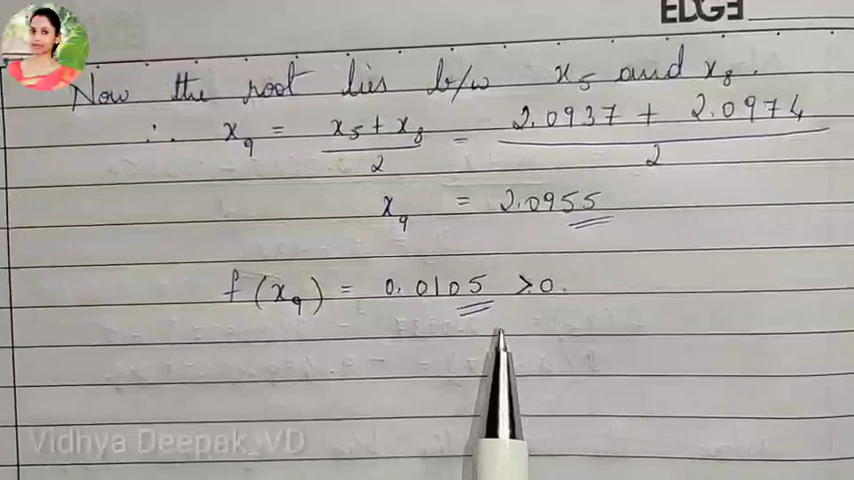 EDGE
Now the root lies b/w x₅ and x₈.
∴ x₉ = (x₅ + x₈)/2 = (2.0937 + 2.0974)/2
x₉ = 2.0955
f(x₉) = 0.0105 > 0.
Vidhya Deepak_VD